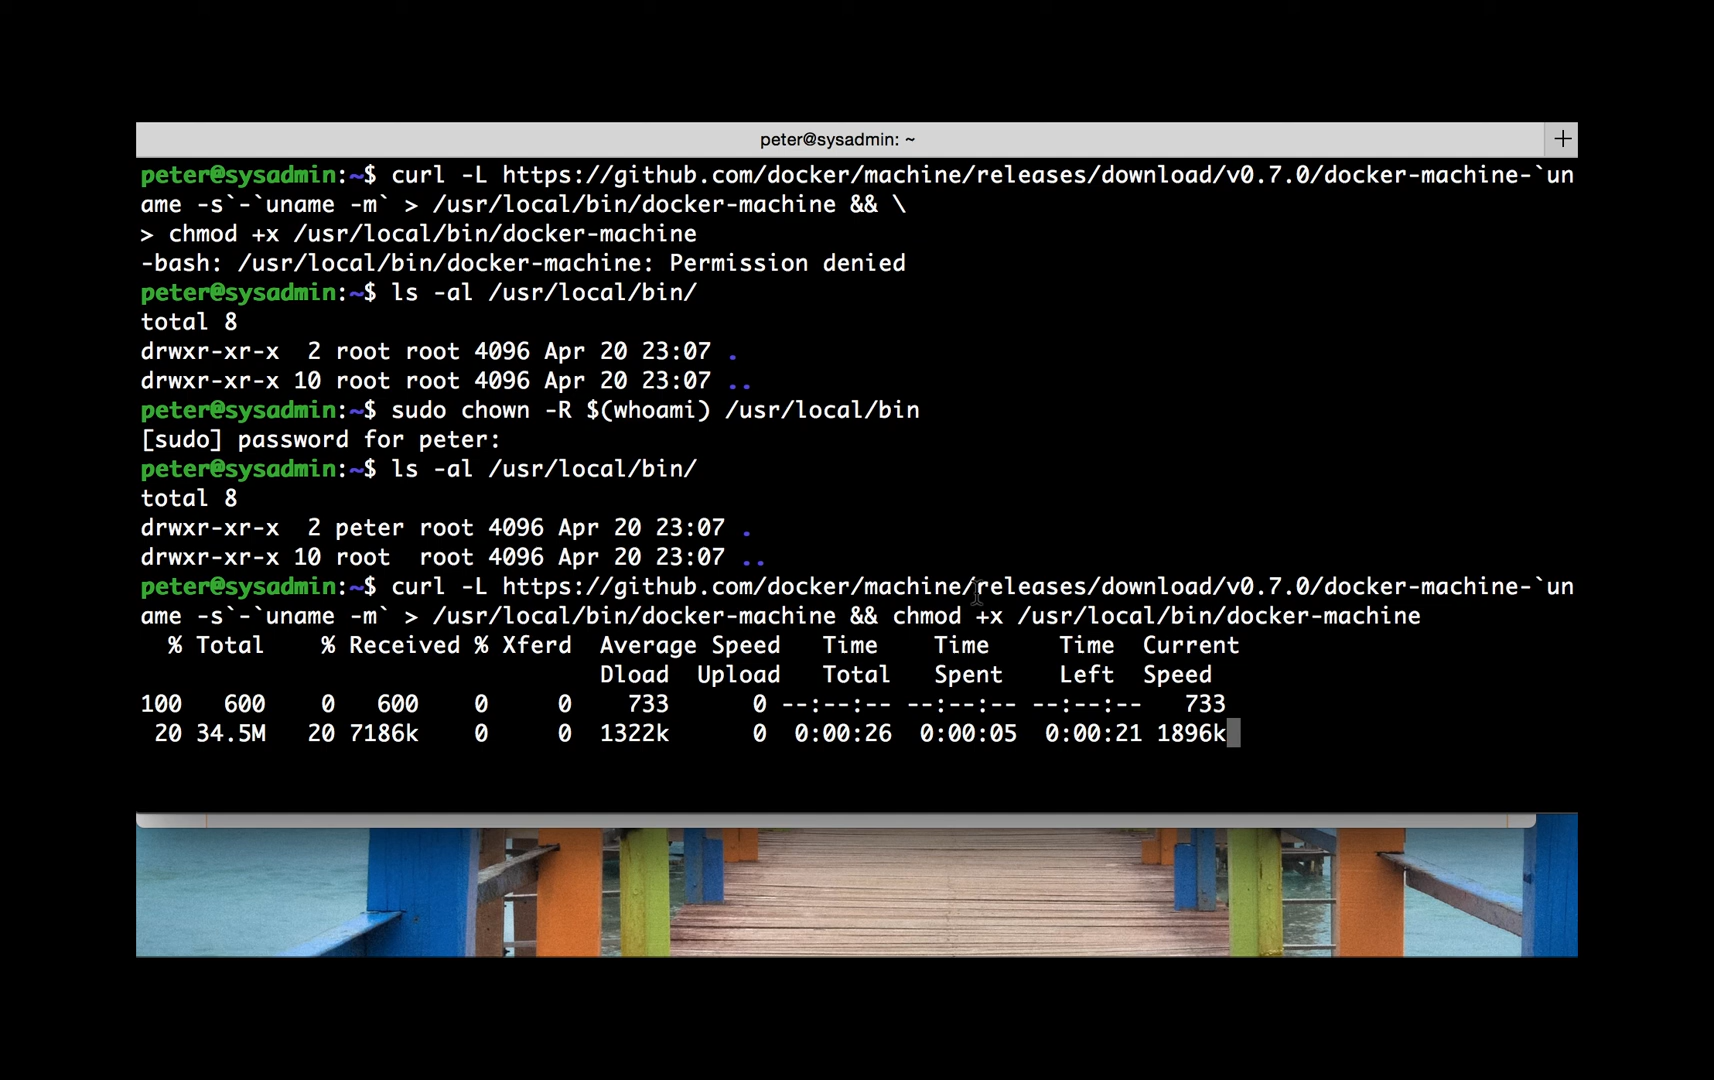 peter@sysadmin: ~ +
peter@sysadmin:~$ curl -L https://github.com/docker/machine/releases/download/v0.7.0/docker-machine-`un
ame -s`-`uname -m` > /usr/local/bin/docker-machine && \
> chmod +x /usr/local/bin/docker-machine
-bash: /usr/local/bin/docker-machine: Permission denied
peter@sysadmin:~$ ls -al /usr/local/bin/
total 8
drwxr-xr-x  2 root root 4096 Apr 20 23:07 .
drwxr-xr-x 10 root root 4096 Apr 20 23:07 ..
peter@sysadmin:~$ sudo chown -R $(whoami) /usr/local/bin
[sudo] password for peter:
peter@sysadmin:~$ ls -al /usr/local/bin/
total 8
drwxr-xr-x  2 peter root 4096 Apr 20 23:07 .
drwxr-xr-x 10 root  root 4096 Apr 20 23:07 ..
peter@sysadmin:~$ curl -L https://github.com/docker/machine/releases/download/v0.7.0/docker-machine-`un
ame -s`-`uname -m` > /usr/local/bin/docker-machine && chmod +x /usr/local/bin/docker-machine
  % Total    % Received % Xferd  Average Speed   Time    Time     Time  Current
                                 Dload  Upload   Total   Spent    Left  Speed
100   600    0   600    0     0    733      0 --:--:-- --:--:-- --:--:--   733
 20 34.5M   20 7186k    0     0  1322k      0  0:00:26  0:00:05  0:00:21 1896k